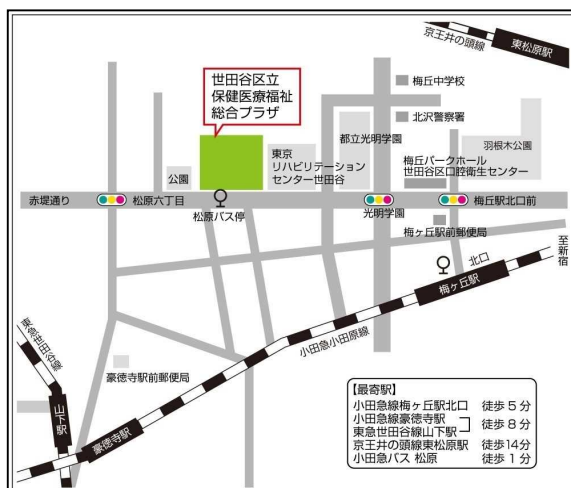 京王井の頭線
東松原駅
世田谷区立
保健医療福祉
総合プラザ
梅丘中学校
北沢警察署
都立光明学園
羽根木公園
東京
リハビリテーション
センター世田谷
公園
梅丘パークホール
世田谷区口腔衛生センター
赤堤通り
松原六丁目
松原バス停
光明学園
梅丘駅北口前
梅ヶ丘駅前郵便局
北口
至新宿
梅ヶ丘駅
小田急小田原線
東急世田谷線
山下駅
豪徳寺駅前郵便局
豪徳寺駅
【最寄駅】
小田急線梅ヶ丘駅北口 徒歩5分
小田急線豪徳寺駅
東急世田谷線山下駅 徒歩8分
京王井の頭線東松原駅 徒歩14分
小田急バス 松原 徒歩1分